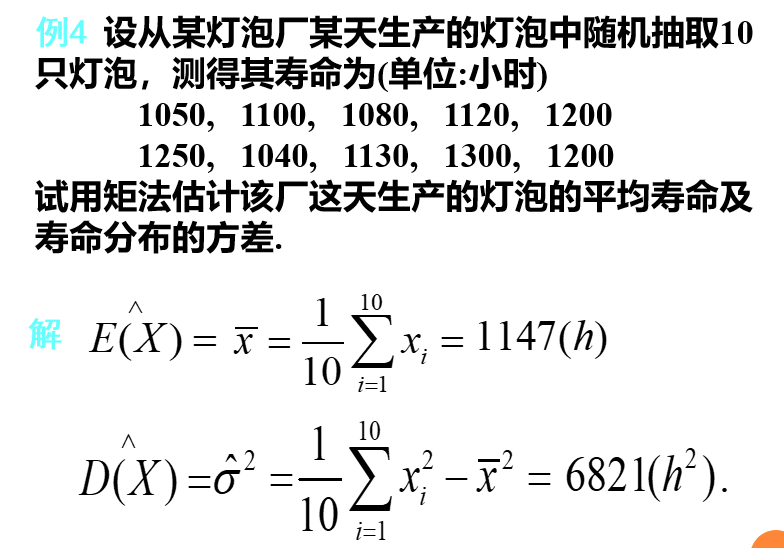 例4 设从某灯泡厂某天生产的灯泡中随机抽取10
只灯泡，测得其寿命为(单位:小时)
1050, 1100, 1080, 1120, 1200
1250, 1040, 1130, 1300, 1200
试用矩法估计该厂这天生产的灯泡的平均寿命及
寿命分布的方差.
解 $\hat{E(X)} = \overline{x} = \frac{1}{10}\sum_{i=1}^{10} x_i = 1147(h)$
$\hat{D(X)} = \hat{\sigma}^2 = \frac{1}{10}\sum_{i=1}^{10} x_i^2 - \overline{x}^2 = 6821(h^2).$